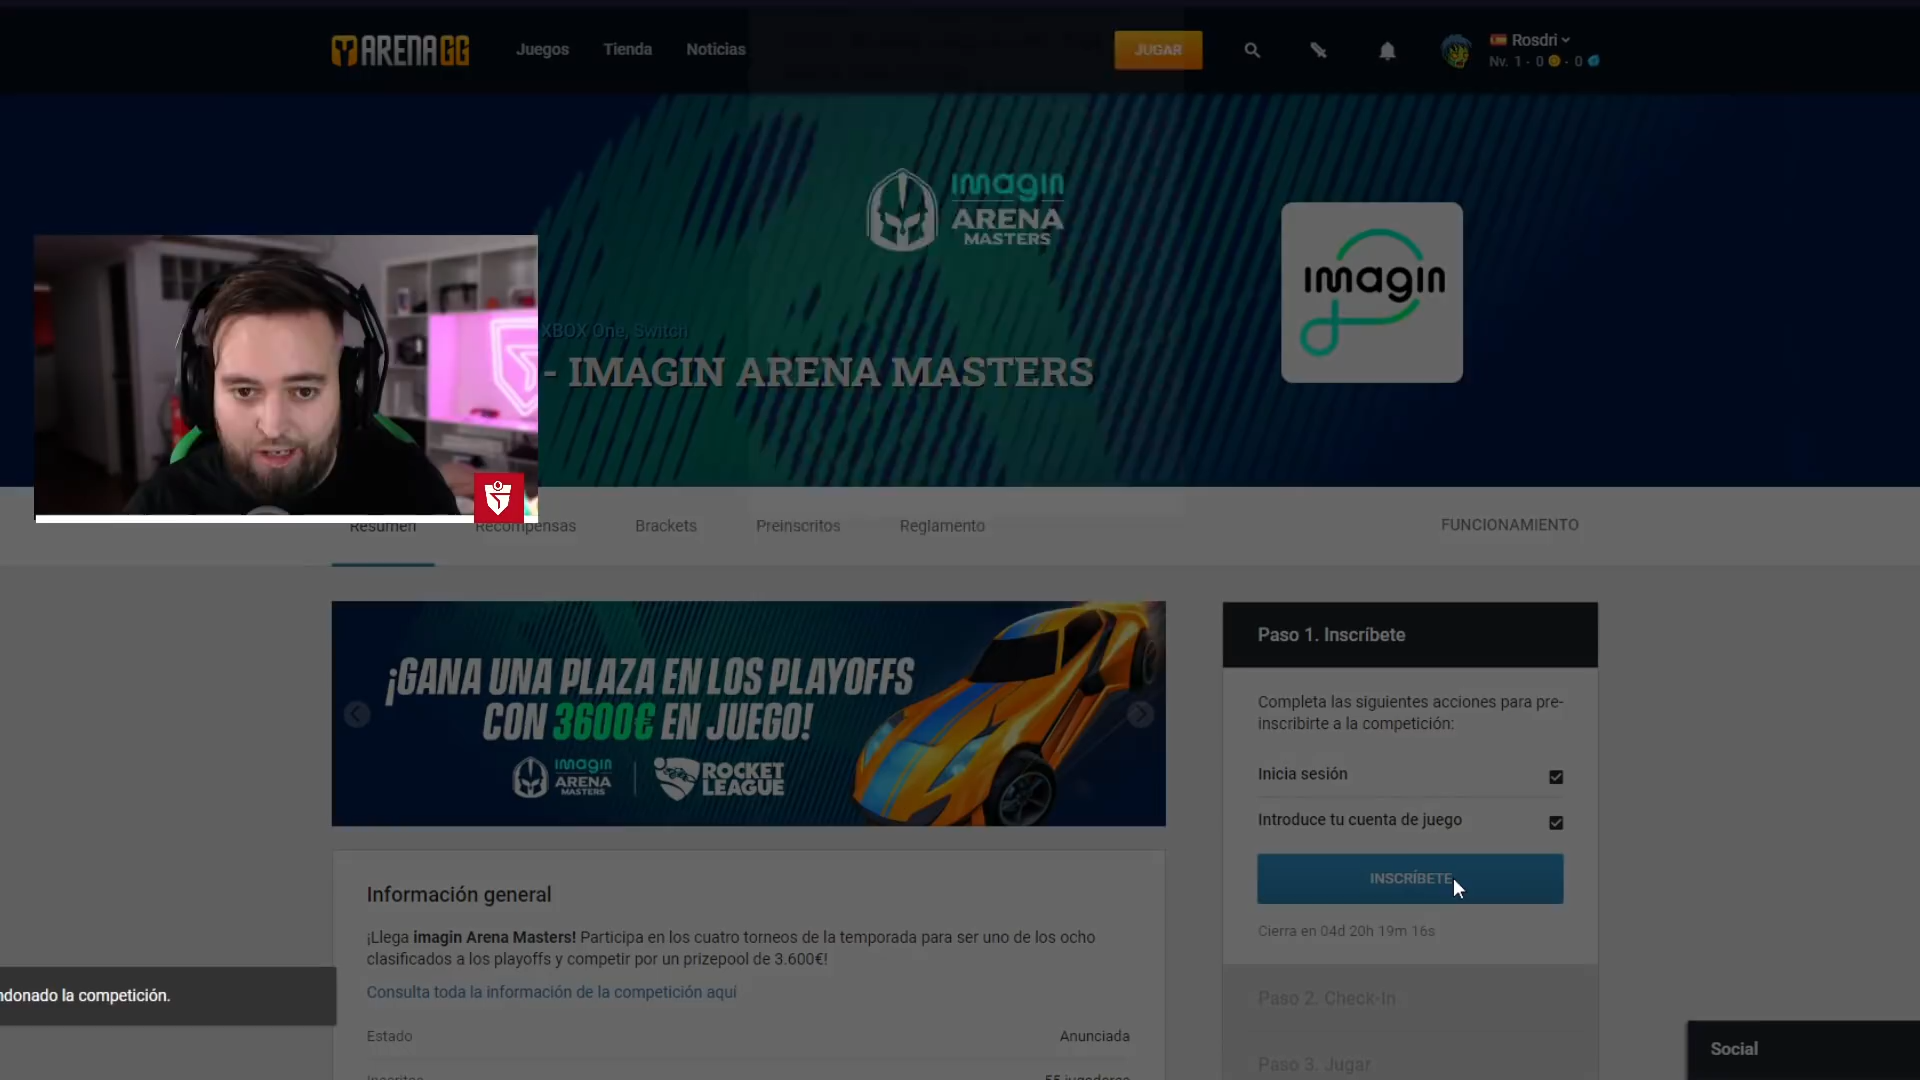 ARENA GG
Juegos
Tienda
Noticias
JUGAR
Rosdri
Nv. 1 - 0 - 0
imagin
ARENA
MASTERS
imagin
XBOX One, Switch
- IMAGIN ARENA MASTERS
Resumen
Recompensas
Brackets
Preinscritos
Reglamento
FUNCIONAMIENTO
¡GANA UNA PLAZA EN LOS PLAYOFFS
CON 3600€ EN JUEGO!
imagin
ARENA
MASTERS
ROCKET
LEAGUE
Información general
¡Llega imagin Arena Masters! Participa en los cuatro torneos de la temporada para ser uno de los ocho
clasificados a los playoffs y competir por un prizepool de 3.600€!
Consulta toda la información de la competición aquí
Estado
Anunciada
Inscritos
55 jugadores
Paso 1. Inscríbete
Completa las siguientes acciones para pre-
inscribirte a la competición:
Inicia sesión
Introduce tu cuenta de juego
INSCRÍBETE
Cierra en 04d 20h 19m 16s
Paso 2. Check-In
Paso 3. Jugar
ndonado la competición.
Social